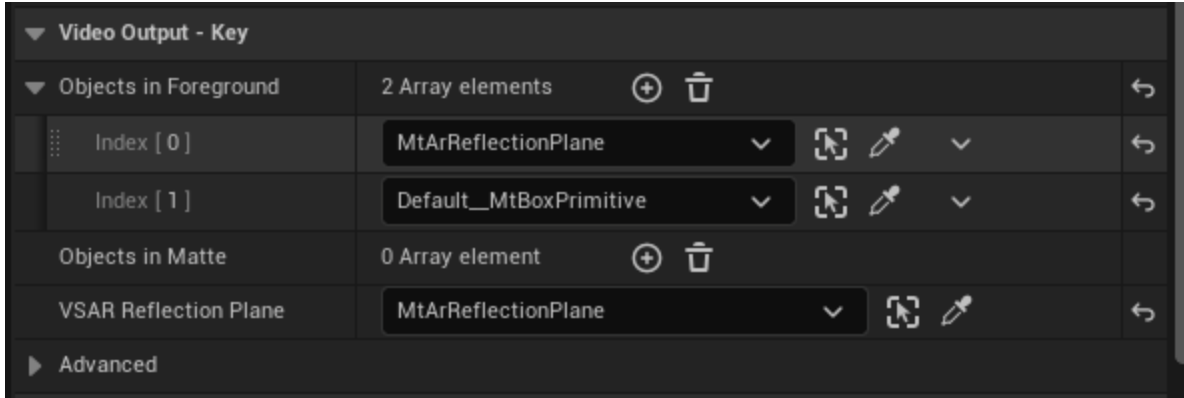 Video Output - Key
Objects in Foreground 2 Array elements
Index [ 0 ] MtArReflectionPlane
Index [ 1 ] Default__MtBoxPrimitive
Objects in Matte 0 Array element
VSAR Reflection Plane MtArReflectionPlane
Advanced